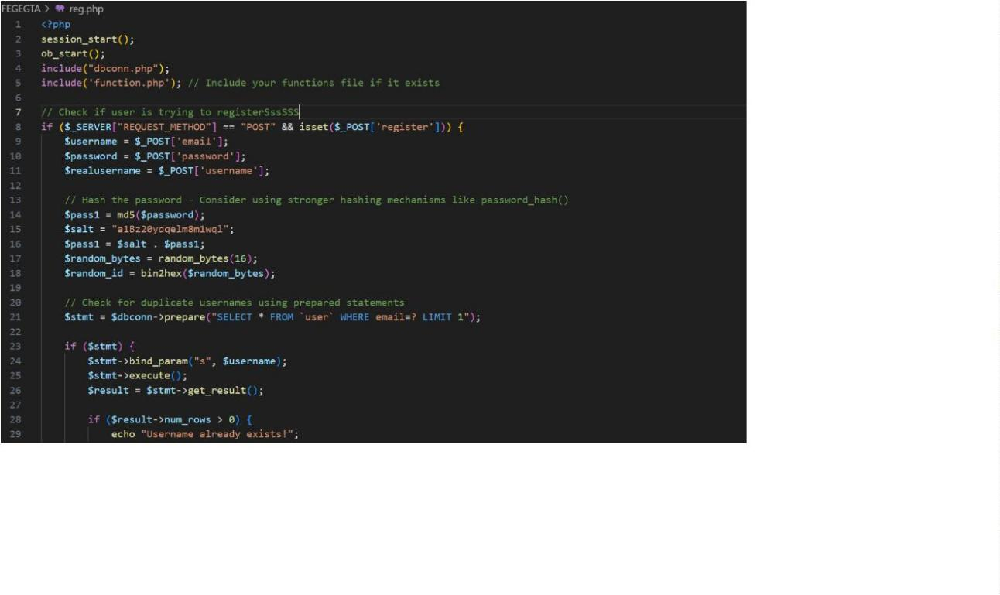 FEGEGTA > reg.php
1 <?php
2 session_start();
3 ob_start();
4 include("dbconn.php");
5 include('function.php'); // Include your functions file if it exists
6
7 // Check if user is trying to registerSssSSS
8 if ($_SERVER["REQUEST_METHOD"] == "POST" && isset($_POST['register'])) {
9 $username = $_POST['email'];
10 $password = $_POST['password'];
11 $realusername = $_POST['username'];
12
13 // Hash the password - Consider using stronger hashing mechanisms like password_hash()
14 $pass1 = md5($password);
15 $salt = "a1Bz20ydqelm8m1wql";
16 $pass1 = $salt . $pass1;
17 $random_bytes = random_bytes(16);
18 $random_id = bin2hex($random_bytes);
19
20 // Check for duplicate usernames using prepared statements
21 $stmt = $dbconn->prepare("SELECT * FROM `user` WHERE email=? LIMIT 1");
22
23 if ($stmt) {
24 $stmt->bind_param("s", $username);
25 $stmt->execute();
26 $result = $stmt->get_result();
27
28 if ($result->num_rows > 0) {
29 echo "Username already exists!";